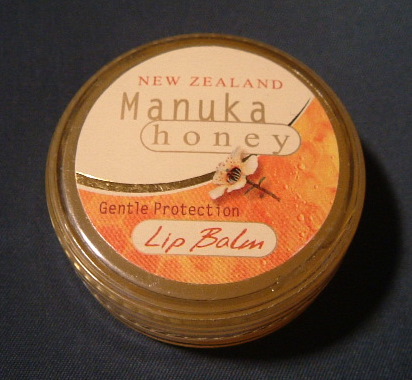 NEW ZEALAND
Manuka
honey
Gentle Protection
Lip Balm